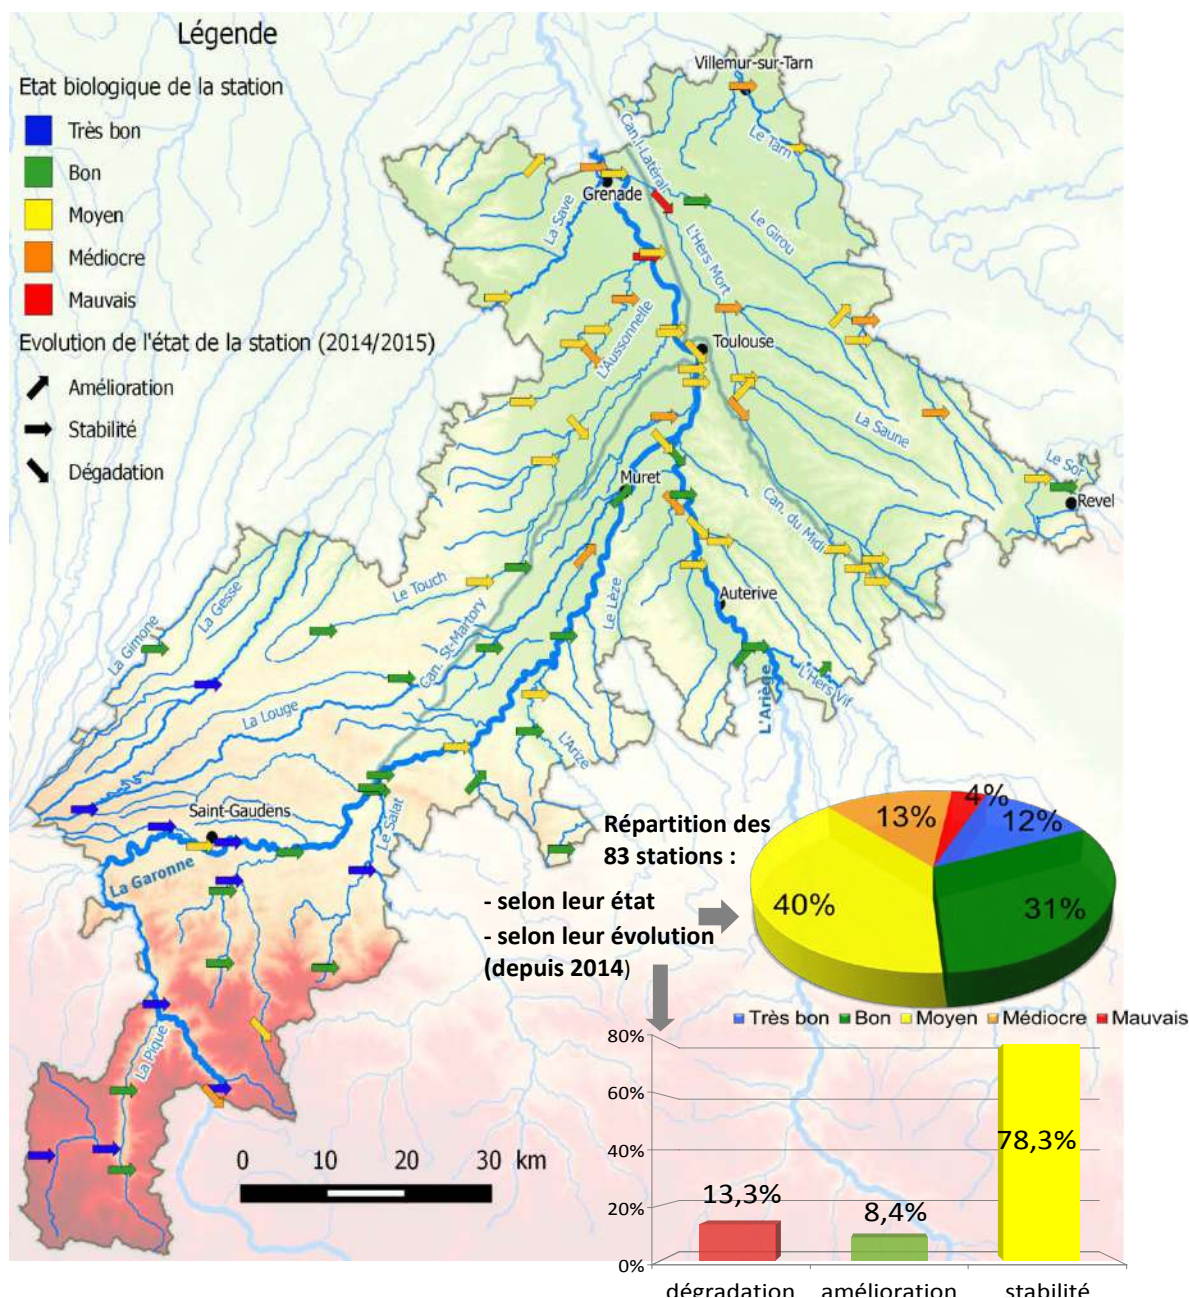 Légende
Etat biologique de la station
Très bon
Bon
Moyen
Médiocre
Mauvais
Evolution de l'état de la station (2014/2015)
Amélioration
Stabilité
Dégadation
Villemur-sur-Tarn
Le Tarn
Can. l-Latéral
Grenade
La Save
Le Girou
L'Hers Mort
L'Aussonnelle
Toulouse
La Saune
Le Sor
Revel
Muret
Can. du Midi
Le Touch
Le Lèze
Auterive
La Gesse
La Gimone
Can. St-Martory
La Louge
L'Hers Vif
L'Ariège
L'Arize
Saint-Gaudens
Le Salat
La Garonne
La Pique
0 10 20 30 km
Répartition des
83 stations :
- selon leur état
- selon leur évolution
(depuis 2014)
4%
13%
12%
40%
31%
Très bon Bon Moyen Médiocre Mauvais
80%
60%
40%
20%
0%
78,3%
13,3%
8,4%
dégradation amélioration stabilité